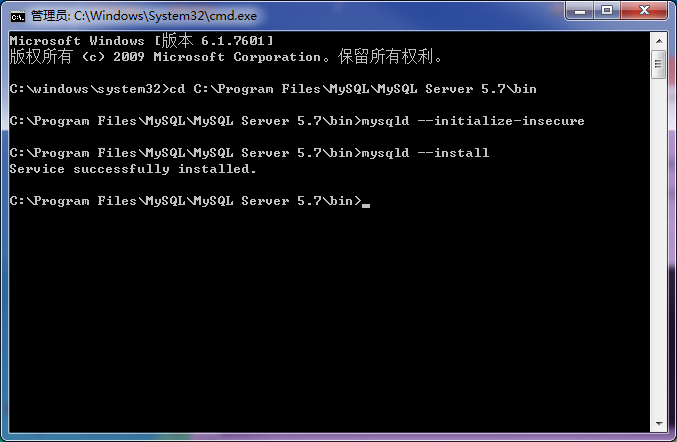 管理员: C:\Windows\System32\cmd.exe
Microsoft Windows [版本 6.1.7601]
版权所有 (c) 2009 Microsoft Corporation。保留所有权利。
C:\windows\system32>cd C:\Program Files\MySQL\MySQL Server 5.7\bin
C:\Program Files\MySQL\MySQL Server 5.7\bin>mysqld --initialize-insecure
C:\Program Files\MySQL\MySQL Server 5.7\bin>mysqld --install
Service successfully installed.
C:\Program Files\MySQL\MySQL Server 5.7\bin>